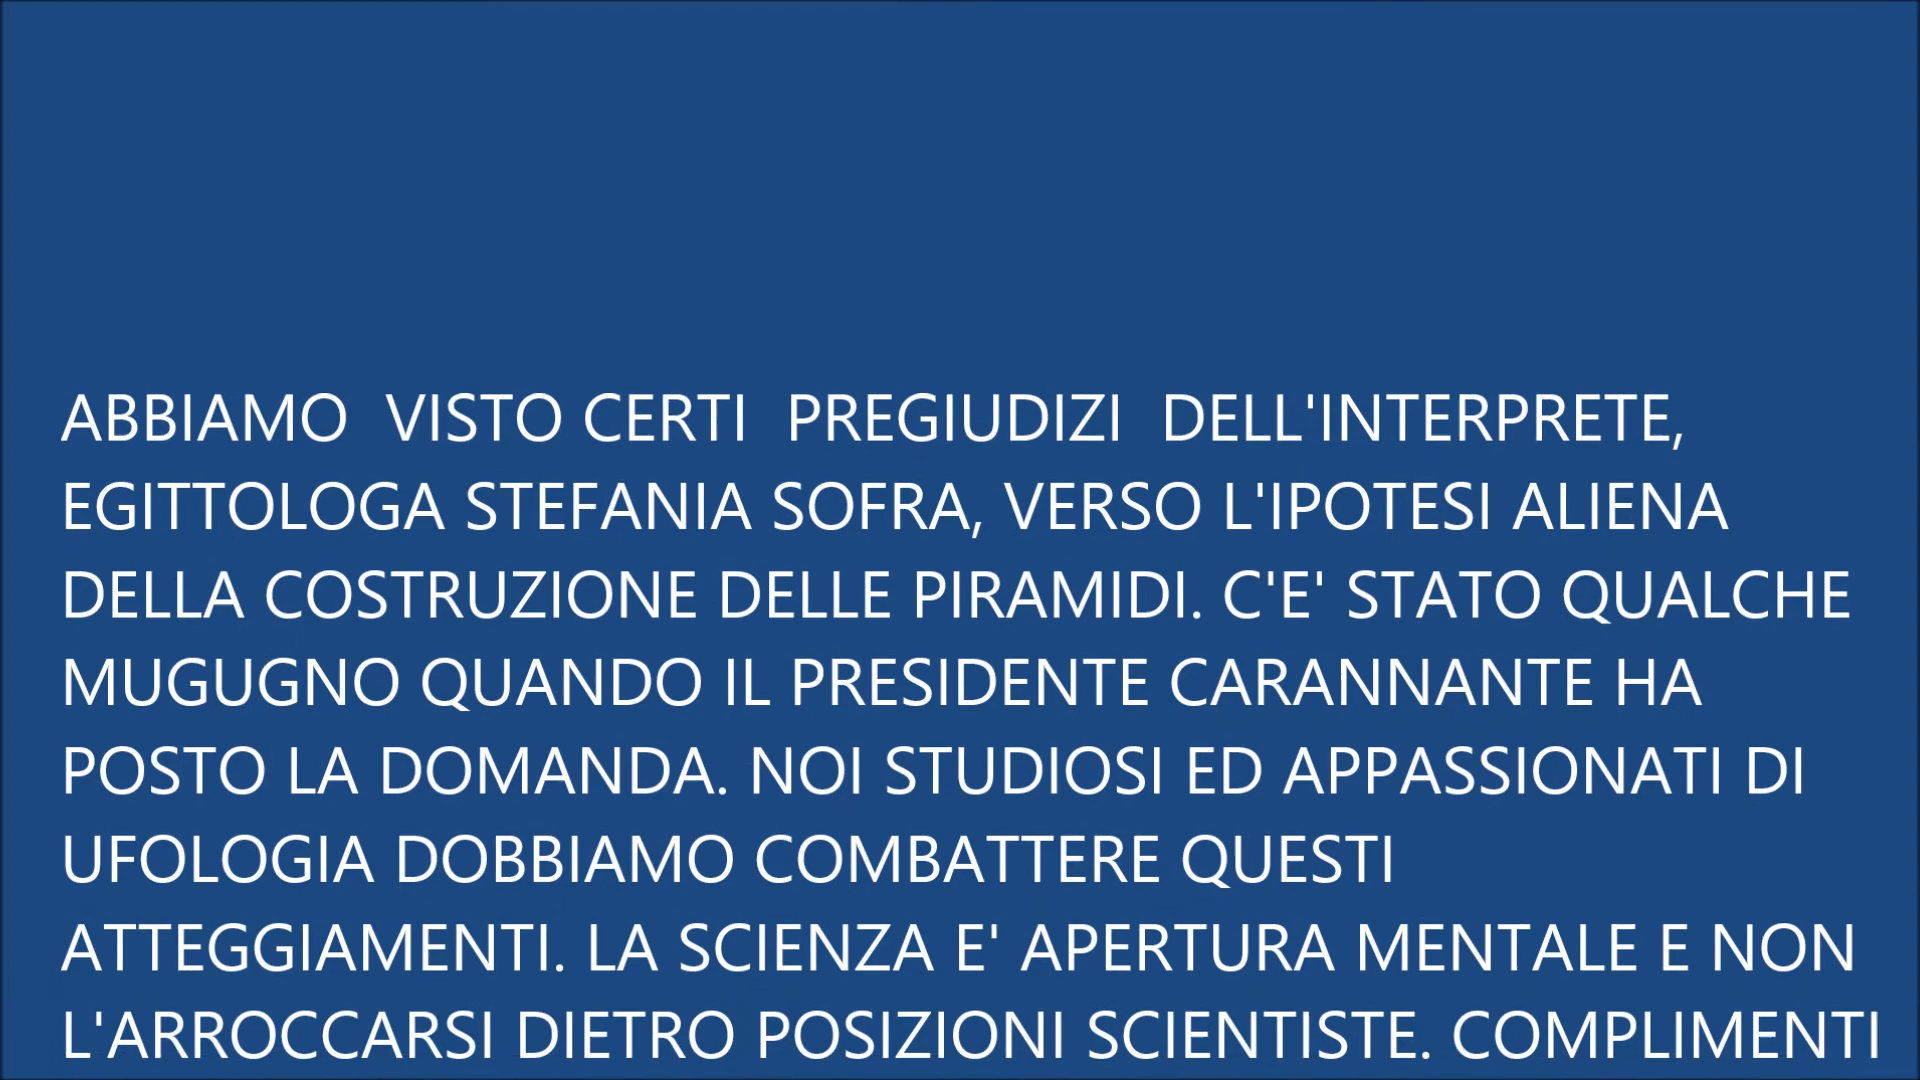 ABBIAMO  VISTO CERTI  PREGIUDIZI  DELL'INTERPRETE,
EGITTOLOGA STEFANIA SOFRA, VERSO L'IPOTESI ALIENA
DELLA COSTRUZIONE DELLE PIRAMIDI. C'E' STATO QUALCHE
MUGUGNO QUANDO IL PRESIDENTE CARANNANTE HA
POSTO LA DOMANDA. NOI STUDIOSI ED APPASSIONATI DI
UFOLOGIA DOBBIAMO COMBATTERE QUESTI
ATTEGGIAMENTI. LA SCIENZA E' APERTURA MENTALE E NON
L'ARROCCARSI DIETRO POSIZIONI SCIENTISTE. COMPLIMENTI